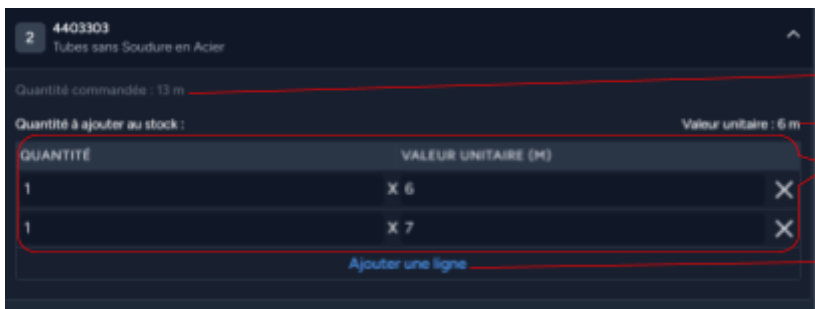 2
4403303
Tubes sans Soudure en Acier
Quantité commandée : 13 m
Quantité à ajouter au stock :
Valeur unitaire : 6 m
QUANTITÉ VALEUR UNITAIRE (M)
1 X 6
1 X 7
Ajouter une ligne